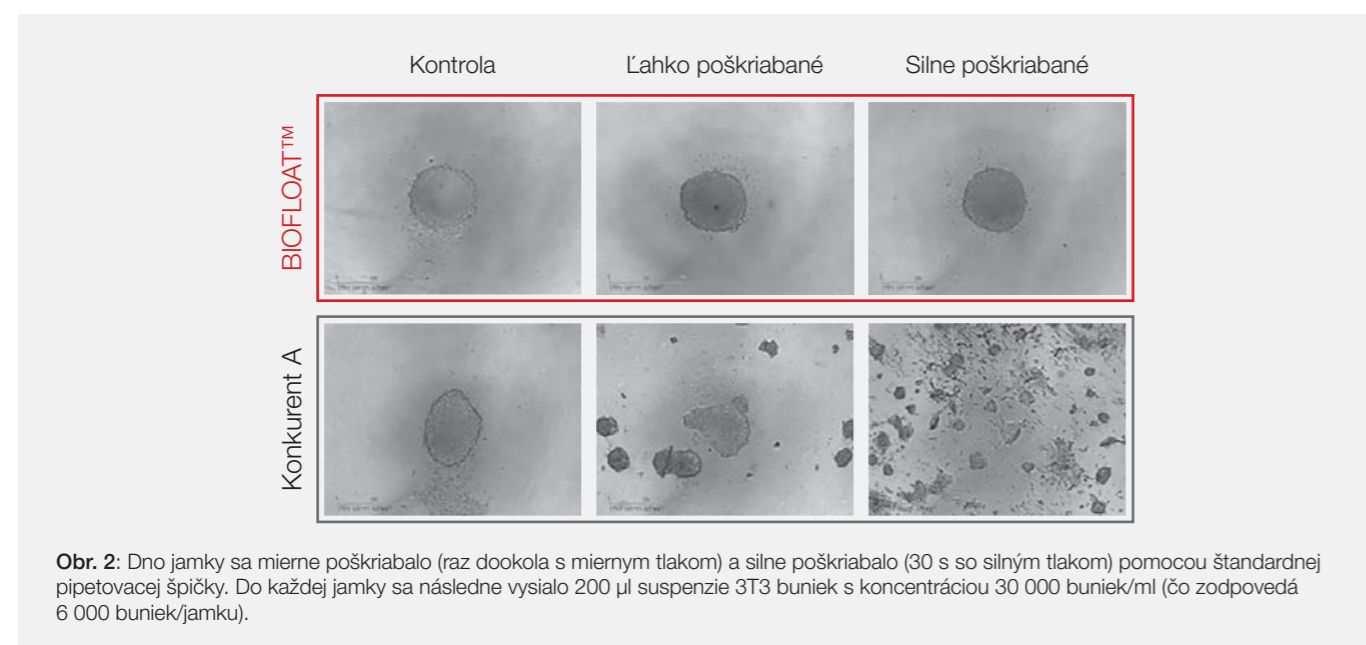 Kontrola Ľahko poškriabané Silne poškriabané
BIOFLOAT™
Konkurent A
Obr. 2: Dno jamky sa mierne poškriabalo (raz dookola s miernym tlakom) a silne poškriabalo (30 s so silným tlakom) pomocou štandardnej
pipetovacej špičky. Do každej jamky sa následne vysialo 200 µl suspenzie 3T3 buniek s koncentráciou 30 000 buniek/ml (čo zodpovedá
6 000 buniek/jamku).